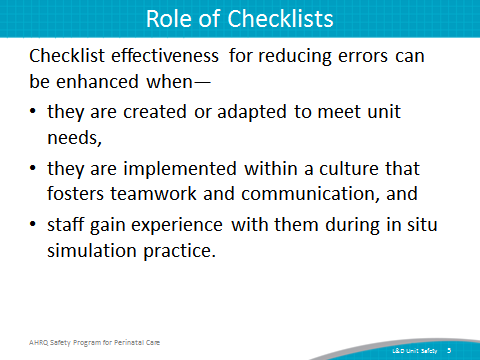 Role of Checklists
Checklist effectiveness for reducing errors can
be enhanced when—
• they are created or adapted to meet unit
needs,
• they are implemented within a culture that
fosters teamwork and communication, and
• staff gain experience with them during in situ
simulation practice.
AHRQ Safety Program for Perinatal Care
L&D Unit Safety 5